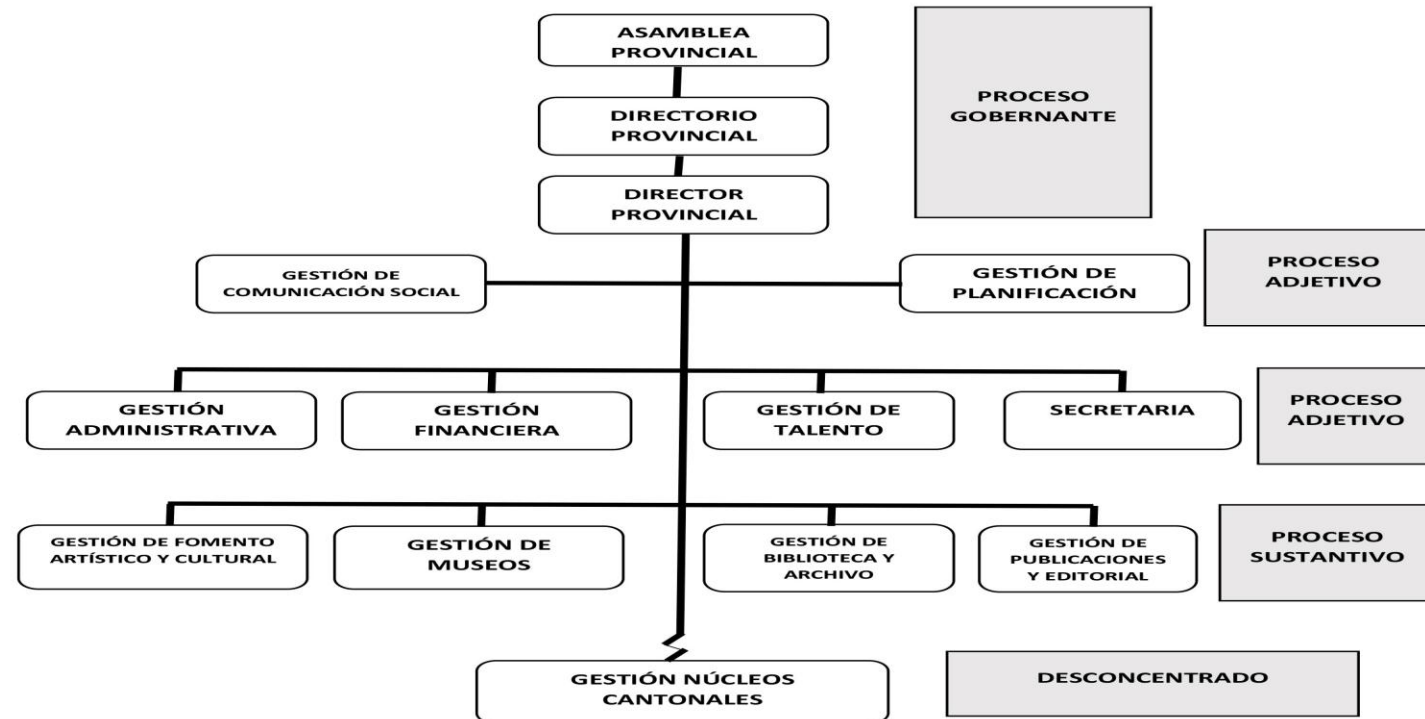 ASAMBLEA
PROVINCIAL
PROCESO
GOBERNANTE
DIRECTORIO
PROVINCIAL
DIRECTOR
PROVINCIAL
GESTIÓN DE
COMUNICACIÓN SOCIAL
GESTIÓN DE
PLANIFICACIÓN
PROCESO
ADJETIVO
GESTIÓN
ADMINISTRATIVA
GESTIÓN
FINANCIERA
GESTIÓN DE
TALENTO
SECRETARIA
PROCESO
ADJETIVO
GESTIÓN DE FOMENTO
ARTÍSTICO Y CULTURAL
GESTIÓN DE
MUSEOS
GESTIÓN DE
BIBLIOTECA Y
ARCHIVO
GESTIÓN DE
PUBLICACIONES
Y EDITORIAL
PROCESO
SUSTANTIVO
GESTIÓN NÚCLEOS
CANTONALES
DESCONCENTRADO